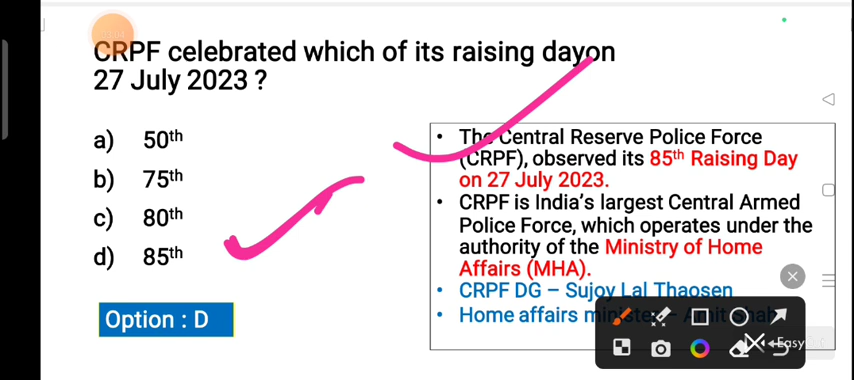 CRPF celebrated which of its raising dayon
27 July 2023 ?
a) 50th
b) 75th
c) 80th
d) 85th
Option : D
• The Central Reserve Police Force
(CRPF), observed its 85th Raising Day
on 27 July 2023.
• CRPF is India's largest Central Armed
Police Force, which operates under the
authority of the Ministry of Home
Affairs (MHA).
• CRPF DG – Sujoy Lal Thaosen
• Home affairs minister – Amit Shah